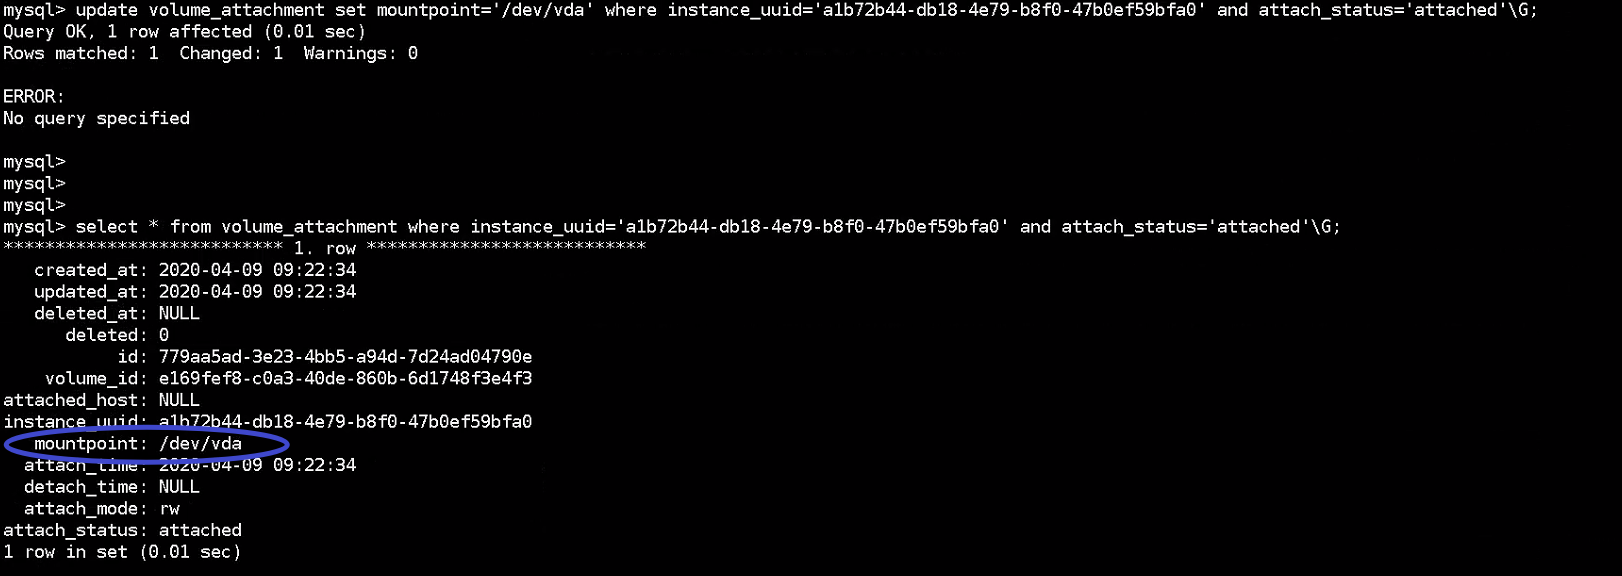 mysql> update volume_attachment set mountpoint='/dev/vda' where instance_uuid='a1b72b44-db18-4e79-b8f0-47b0ef59bfa0' and attach_status='attached'\G;
Query OK, 1 row affected (0.01 sec)
Rows matched: 1  Changed: 1  Warnings: 0
ERROR:
No query specified
mysql>
mysql>
mysql>
mysql> select * from volume_attachment where instance_uuid='a1b72b44-db18-4e79-b8f0-47b0ef59bfa0' and attach_status='attached'\G;
*************************** 1. row ***************************
created_at: 2020-04-09 09:22:34
updated_at: 2020-04-09 09:22:34
deleted_at: NULL
deleted: 0
id: 779aa5ad-3e23-4bb5-a94d-7d24ad04790e
volume_id: e169fef8-c0a3-40de-860b-6d1748f3e4f3
attached_host: NULL
instance_uuid: a1b72b44-db18-4e79-b8f0-47b0ef59bfa0
mountpoint: /dev/vda
attach_time: 2020-04-09 09:22:34
detach_time: NULL
attach_mode: rw
attach_status: attached
1 row in set (0.01 sec)